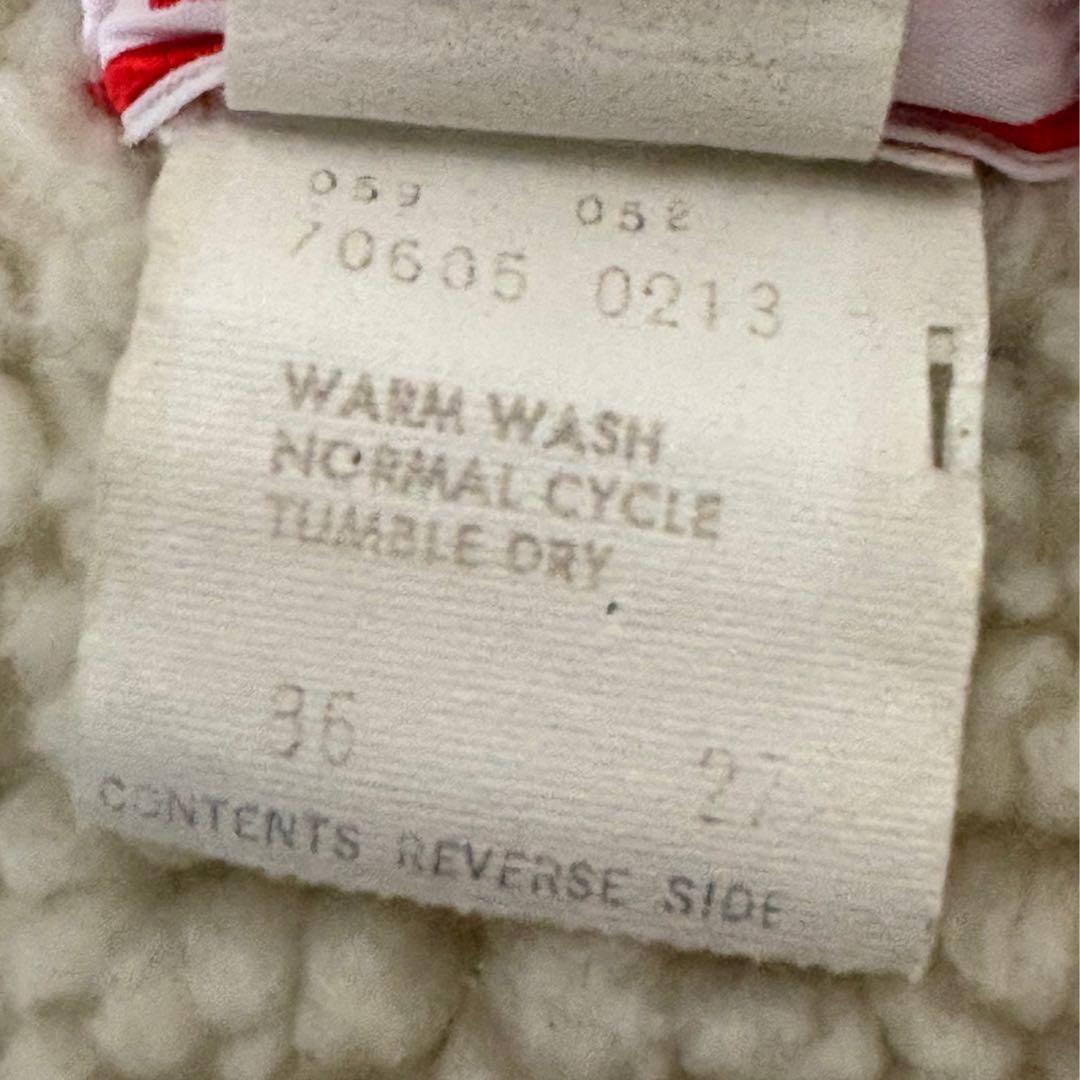 059 052
70605 0213
WARM WASH
NORMAL CYCLE
TUMBLE DRY
36 27
CONTENTS REVERSE SIDE